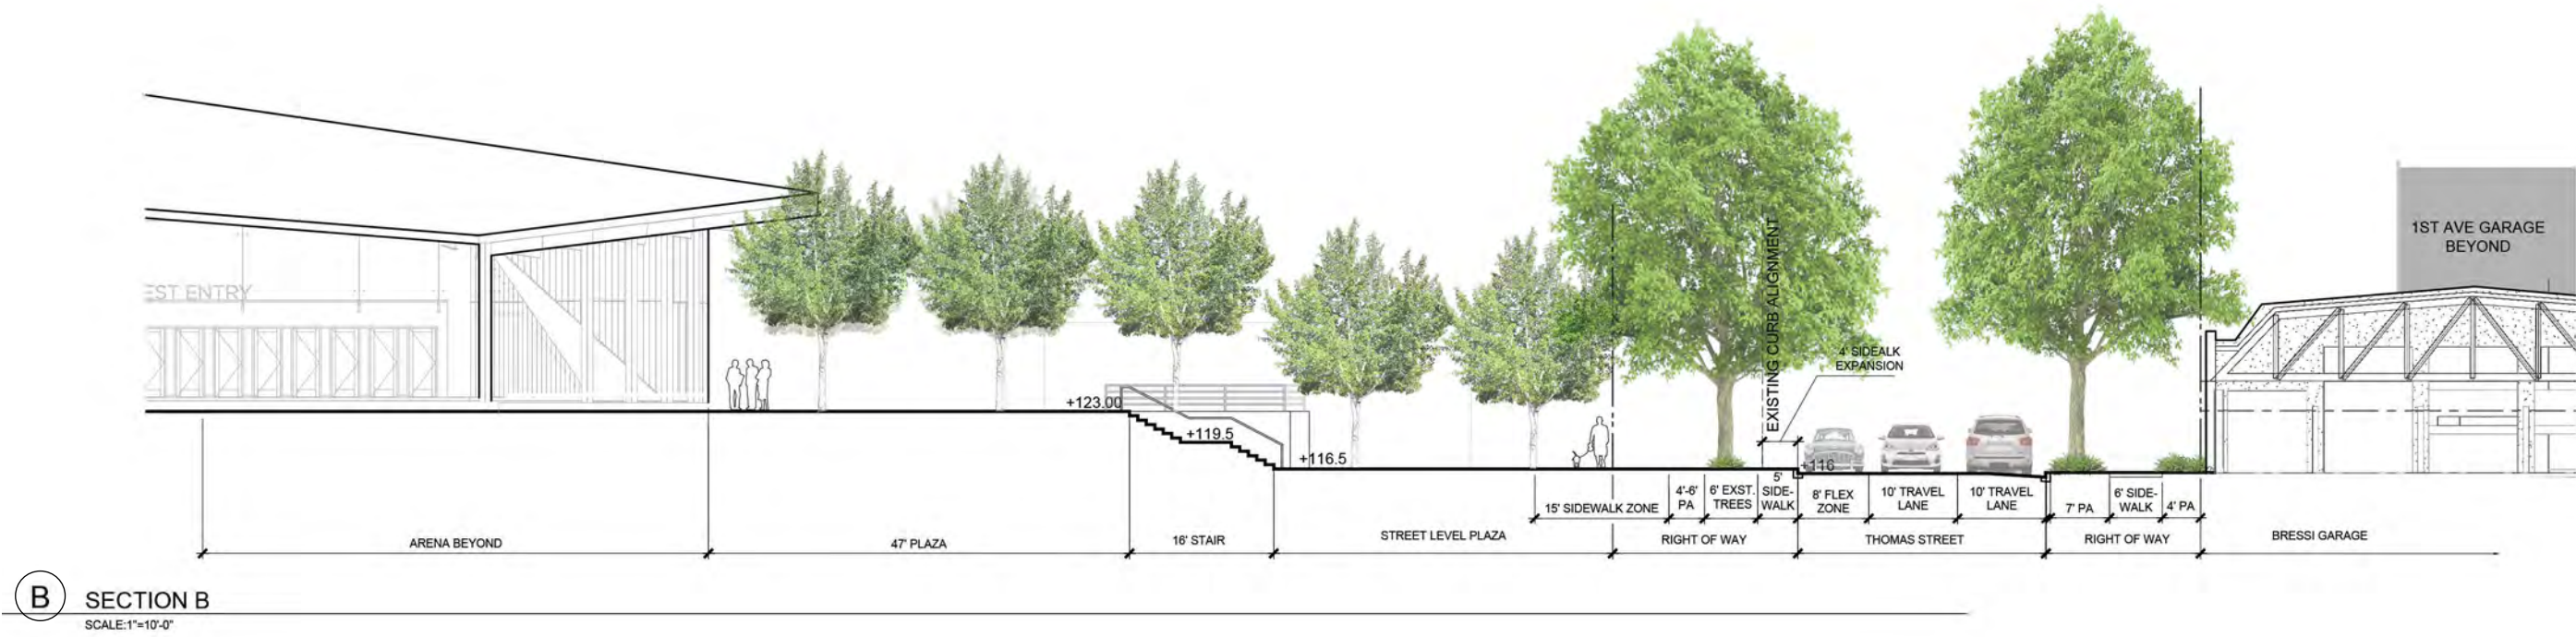 EST ENTRY
EXISTING CURB ALIGNMENT
1ST AVE GARAGE
BEYOND
4' SIDEALK
EXPANSION
+123.00
+119.5
+116.5
+116
15' SIDEWALK ZONE
4'-6'
PA
6' EXST.
TREES
5'
SIDE-
WALK
8' FLEX
ZONE
10' TRAVEL
LANE
10' TRAVEL
LANE
7' PA
6' SIDE-
WALK
4' PA
ARENA BEYOND
47' PLAZA
16' STAIR
STREET LEVEL PLAZA
RIGHT OF WAY
THOMAS STREET
RIGHT OF WAY
BRESSI GARAGE
B
SECTION B
SCALE:1"=10'-0"